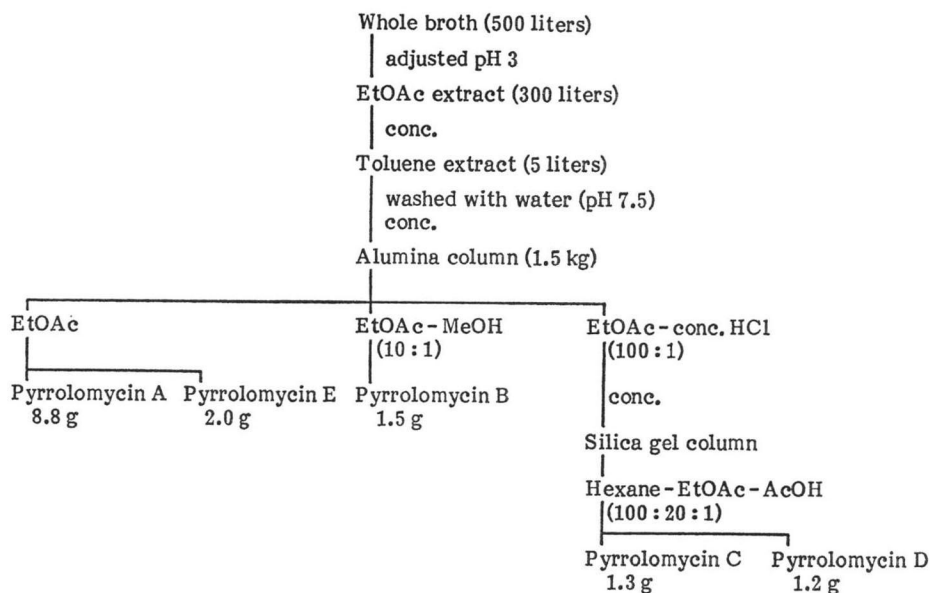 Whole broth (500 liters)
adjusted pH 3
EtOAc extract (300 liters)
conc.
Toluene extract (5 liters)
washed with water (pH 7.5)
conc.
Alumina column (1.5 kg)
EtOAc
EtOAc-MeOH
(10:1)
EtOAc-conc. HCl
(100:1)
Pyrrolomycin A
8.8 g
Pyrrolomycin E
2.0 g
Pyrrolomycin B
1.5 g
conc.
Silica gel column
Hexane-EtOAc-AcOH
(100:20:1)
Pyrrolomycin C
1.3 g
Pyrrolomycin D
1.2 g